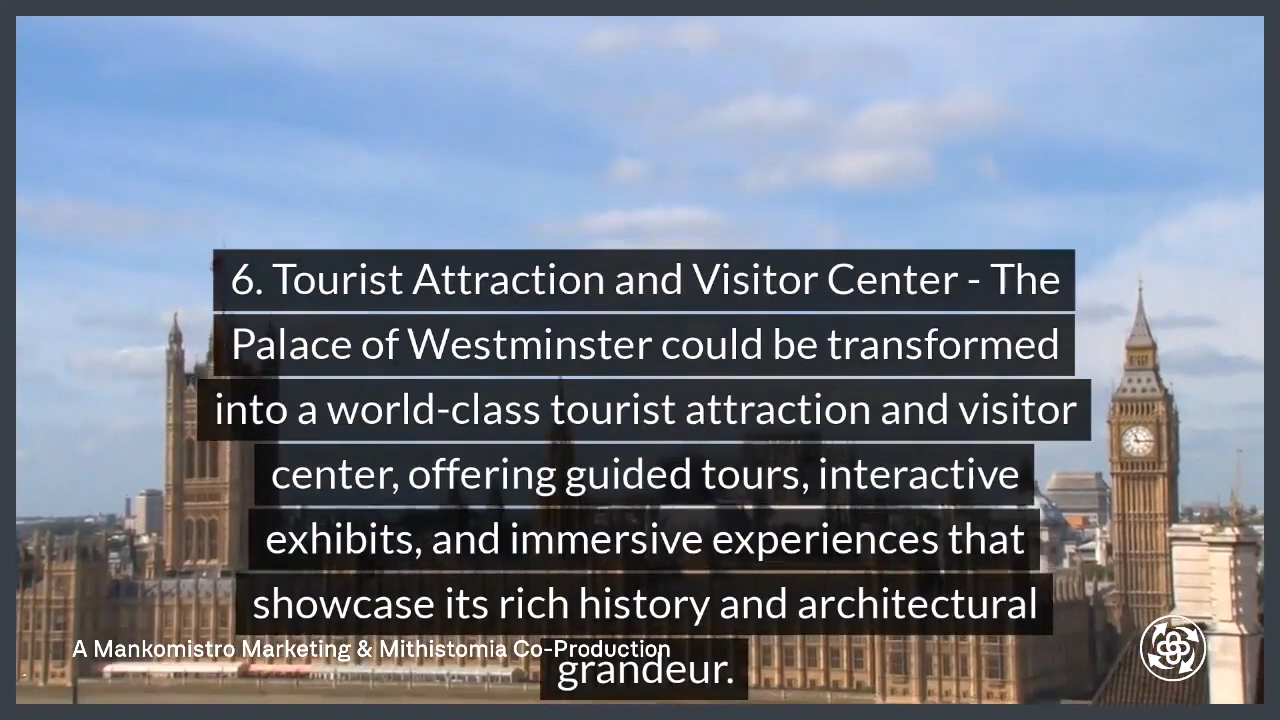 6. Tourist Attraction and Visitor Center - The
Palace of Westminster could be transformed
into a world-class tourist attraction and visitor
center, offering guided tours, interactive
exhibits, and immersive experiences that
showcase its rich history and architectural
A Mankomistro Marketing & Mithistomia Co-Production
grandeur.